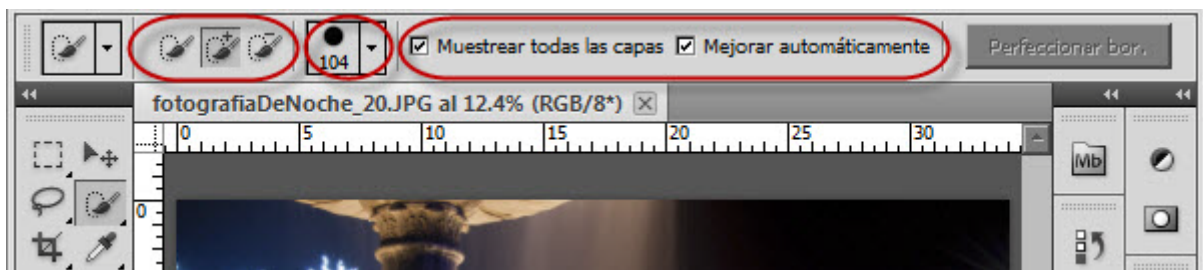 104 Muestrear todas las capas Mejorar automáticamente Perfeccionar bor.
fotografiaDeNoche_20.JPG al 12.4% (RGB/8*)
0 5 10 15 20 25 30
Mb
0